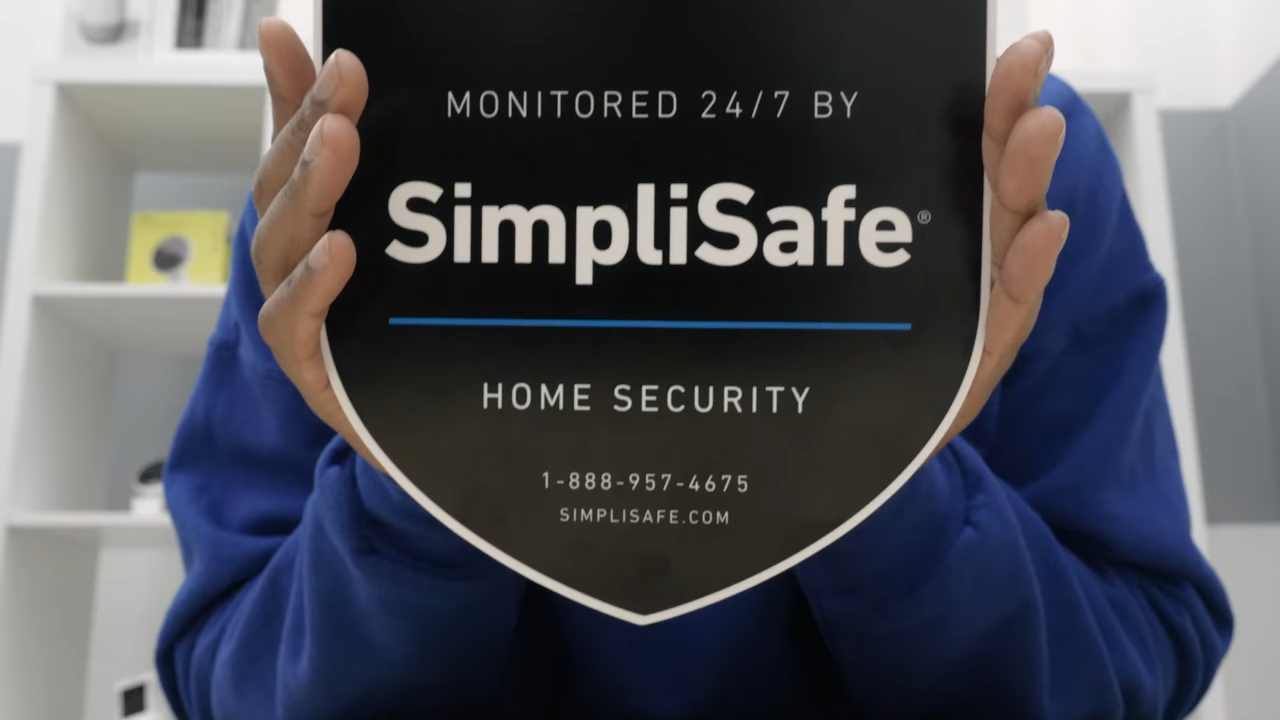 MONITORED 24/7 BY
SimpliSafe®
HOME SECURITY
1-888-957-4675
SIMPLISAFE.COM